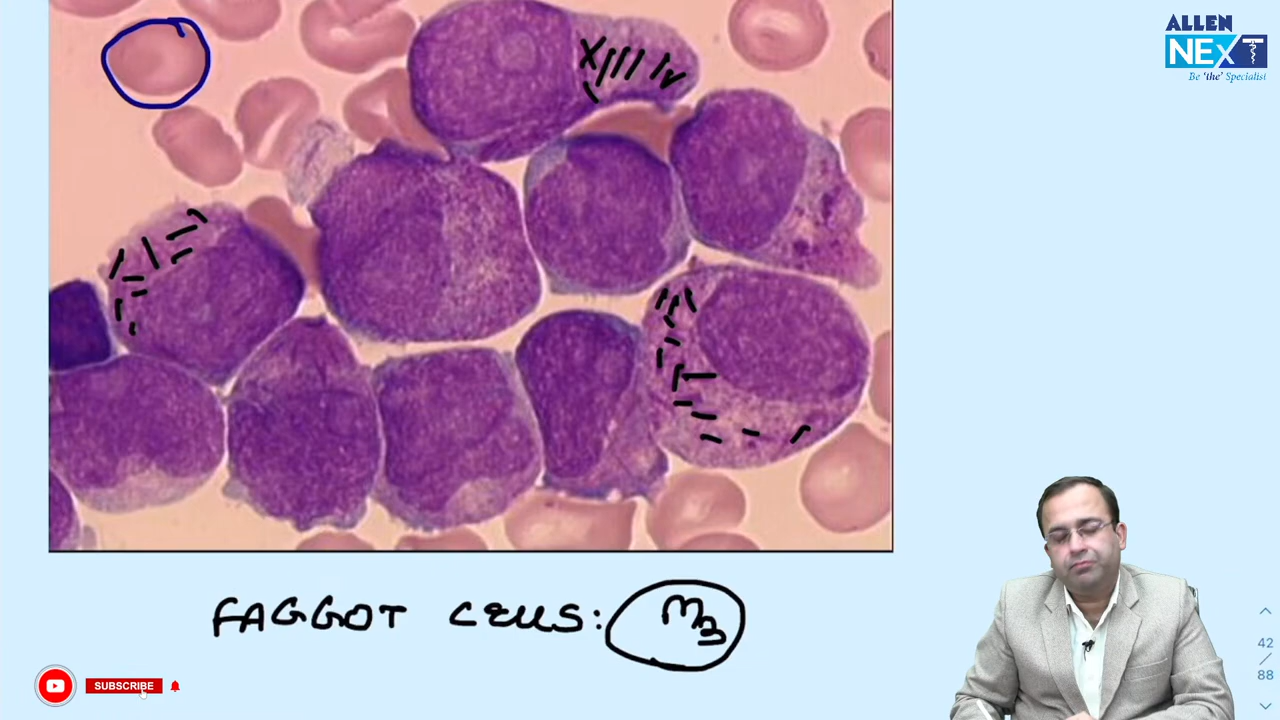 ALLEN
NEXT
Be 'the' Specialist
FAGGOT CELLS: M3
SUBSCRIBE
42
/
88